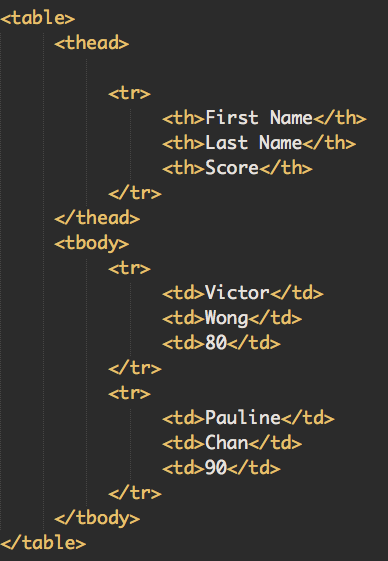 <table>
<thead>
<tr>
<th>First Name</th>
<th>Last Name</th>
<th>Score</th>
</tr>
</thead>
<tbody>
<tr>
<td>Victor</td>
<td>Wong</td>
<td>80</td>
</tr>
<tr>
<td>Pauline</td>
<td>Chan</td>
<td>90</td>
</tr>
</tbody>
</table>